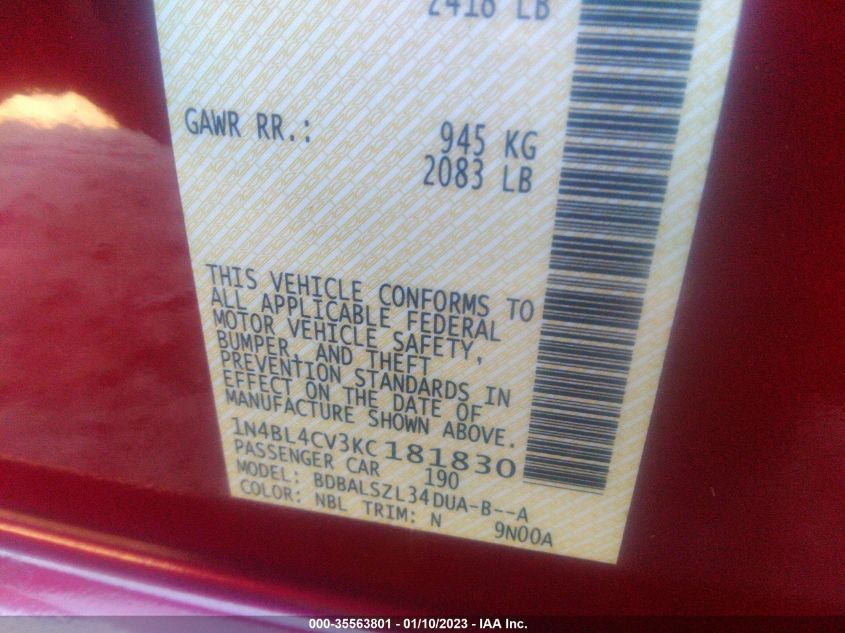 2418 LB
GAWR RR.: 945 KG
2083 LB
THIS VEHICLE CONFORMS TO
ALL APPLICABLE FEDERAL
MOTOR VEHICLE SAFETY,
BUMPER, AND THEFT
PREVENTION STANDARDS IN
EFFECT ON THE DATE OF
MANUFACTURE SHOWN ABOVE.
1N4BL4CV3KC181830
PASSENGER CAR 190
MODEL: BDBALSZL34DUA-B--A
COLOR: NBL TRIM: N 9N00A
000-35563801 - 01/10/2023 - IAA Inc.